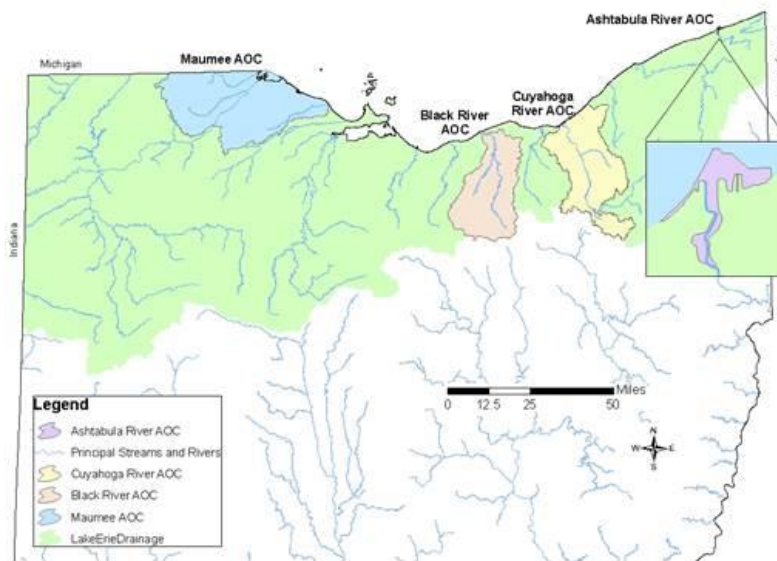 Ashtabula River AOC
Michigan
Maumee AOC
Cuyahoga
River AOC
Black River
AOC
Indiana
Miles
0 12.5 25 50
N
W E
S
Legend
Ashtabula River AOC
Principal Streams and Rivers
Cuyahoga River AOC
Black River AOC
Maumee AOC
LakeErieDrainage